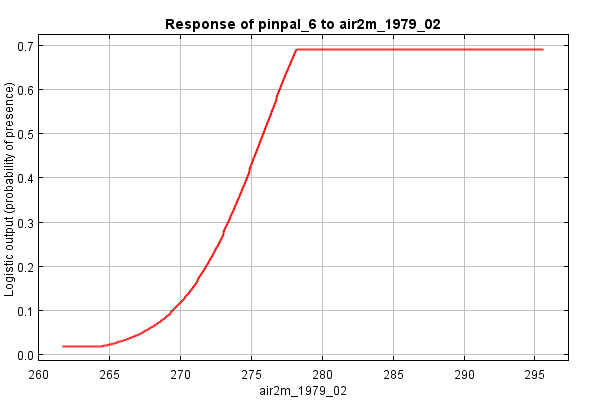 Response of pinpal_6 to air2m_1979_02
Logistic output (probability of presence)
0.7
0.6
0.5
0.4
0.3
0.2
0.1
0.0
260 265 270 275 280 285 290 295
air2m_1979_02